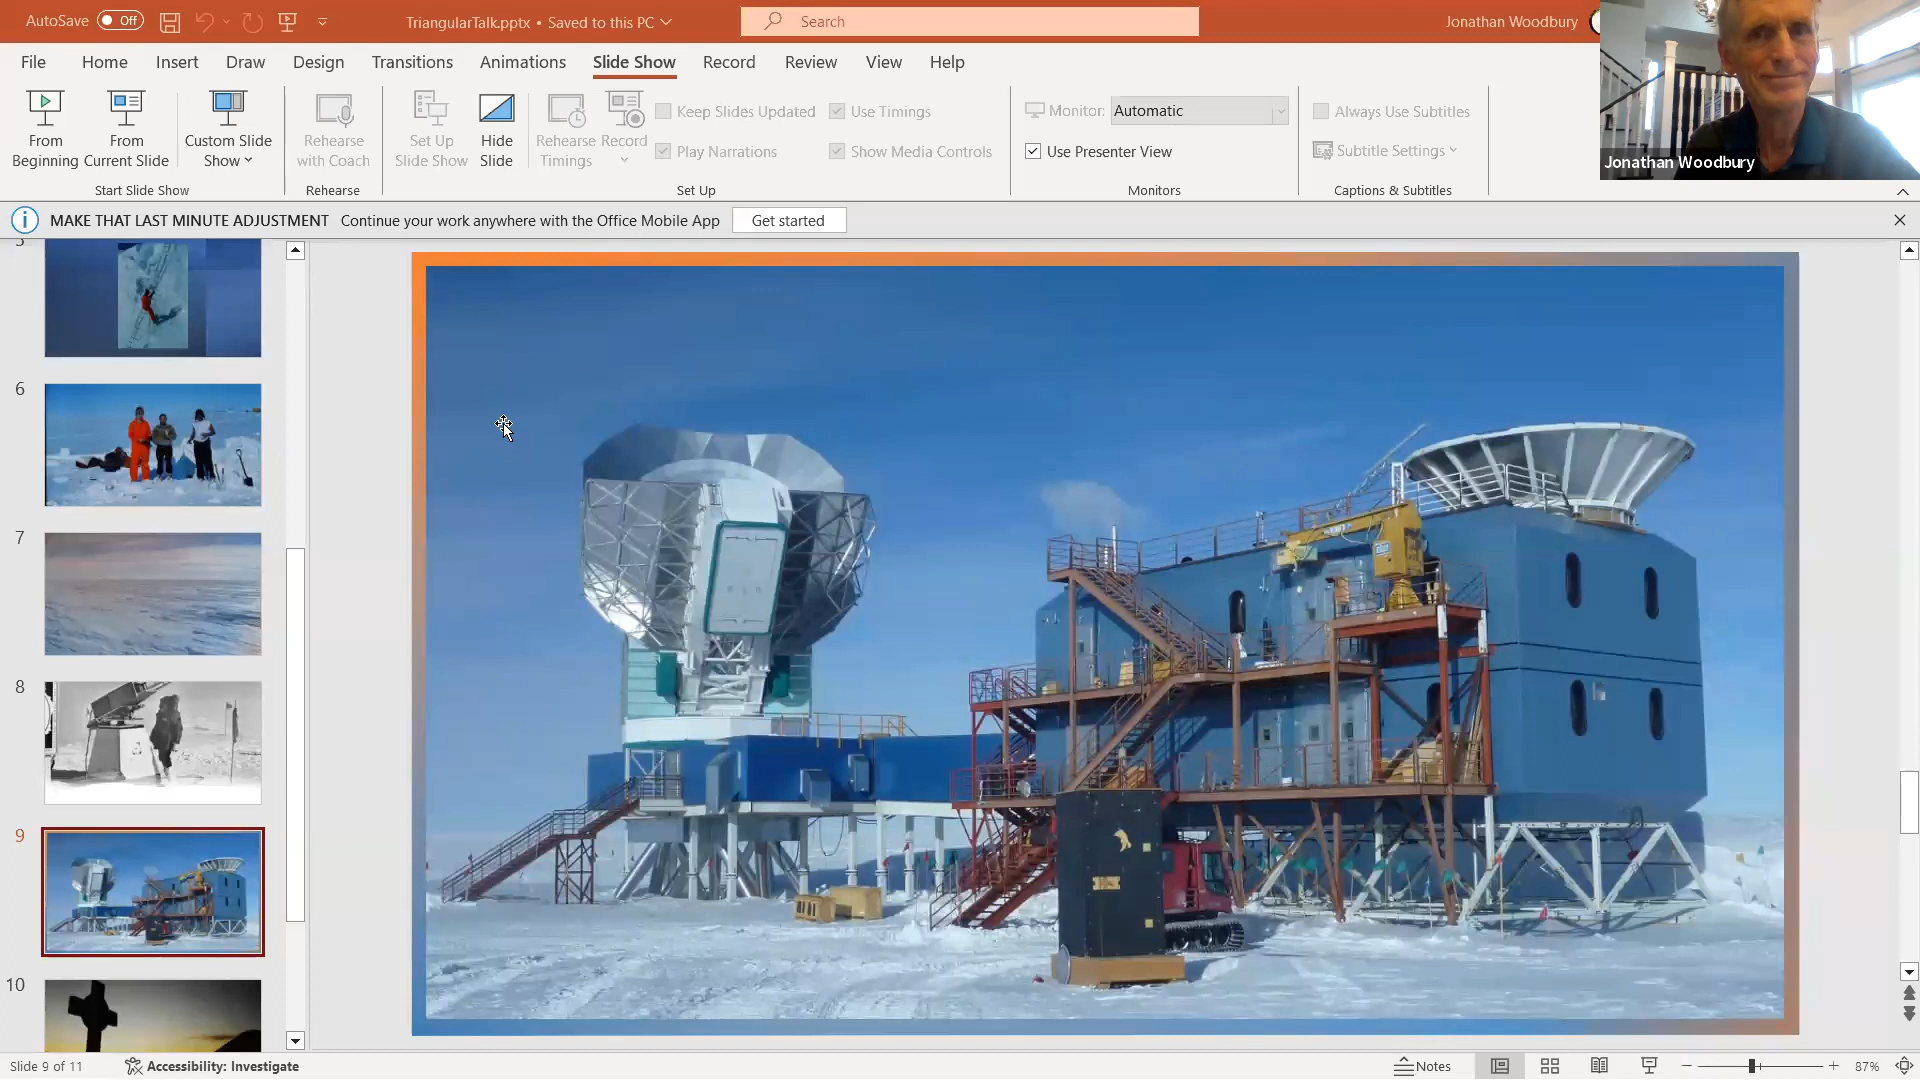 AutoSave Off TriangularTalk.pptx • Saved to this PC Search Jonathan Woodbury
File Home Insert Draw Design Transitions Animations Slide Show Record Review View Help
From Beginning
From Current Slide
Custom Slide Show
Start Slide Show
Rehearse with Coach
Rehearse
Set Up Slide Show
Hide Slide
Rehearse Timings
Record
Keep Slides Updated
Play Narrations
Use Timings
Show Media Controls
Set Up
Monitor: Automatic
Use Presenter View
Monitors
Always Use Subtitles
Subtitle Settings
Captions & Subtitles
Jonathan Woodbury
MAKE THAT LAST MINUTE ADJUSTMENT Continue your work anywhere with the Office Mobile App Get started
6
7
8
9
10
Slide 9 of 11 Accessibility: Investigate Notes 87%